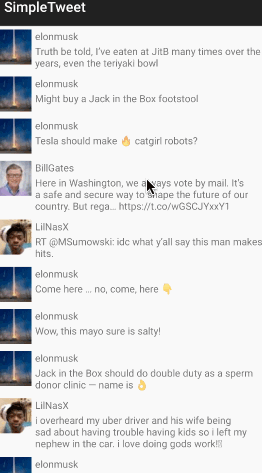 SimpleTweet
elonmusk
Truth be told, I've eaten at JitB many times over the
years, even the teriyaki bowl
elonmusk
Might buy a Jack in the Box footstool
elonmusk
Tesla should make 🔥 catgirl robots?
BillGates
Here in Washington, we always vote by mail. It's
a safe and secure way to shape the future of our
country. But rega… https://t.co/wGSCJYxxY1
LilNasX
RT @MSumowski: idc what y'all say this man makes
hits.
elonmusk
Come here … no, come, here 👇
elonmusk
Wow, this mayo sure is salty!
elonmusk
Jack in the Box should do double duty as a sperm
donor clinic — name is 👌
LilNasX
i overheard my uber driver and his wife being
sad about having trouble having kids so i left my
nephew in the car. i love doing gods work!!!
elonmusk